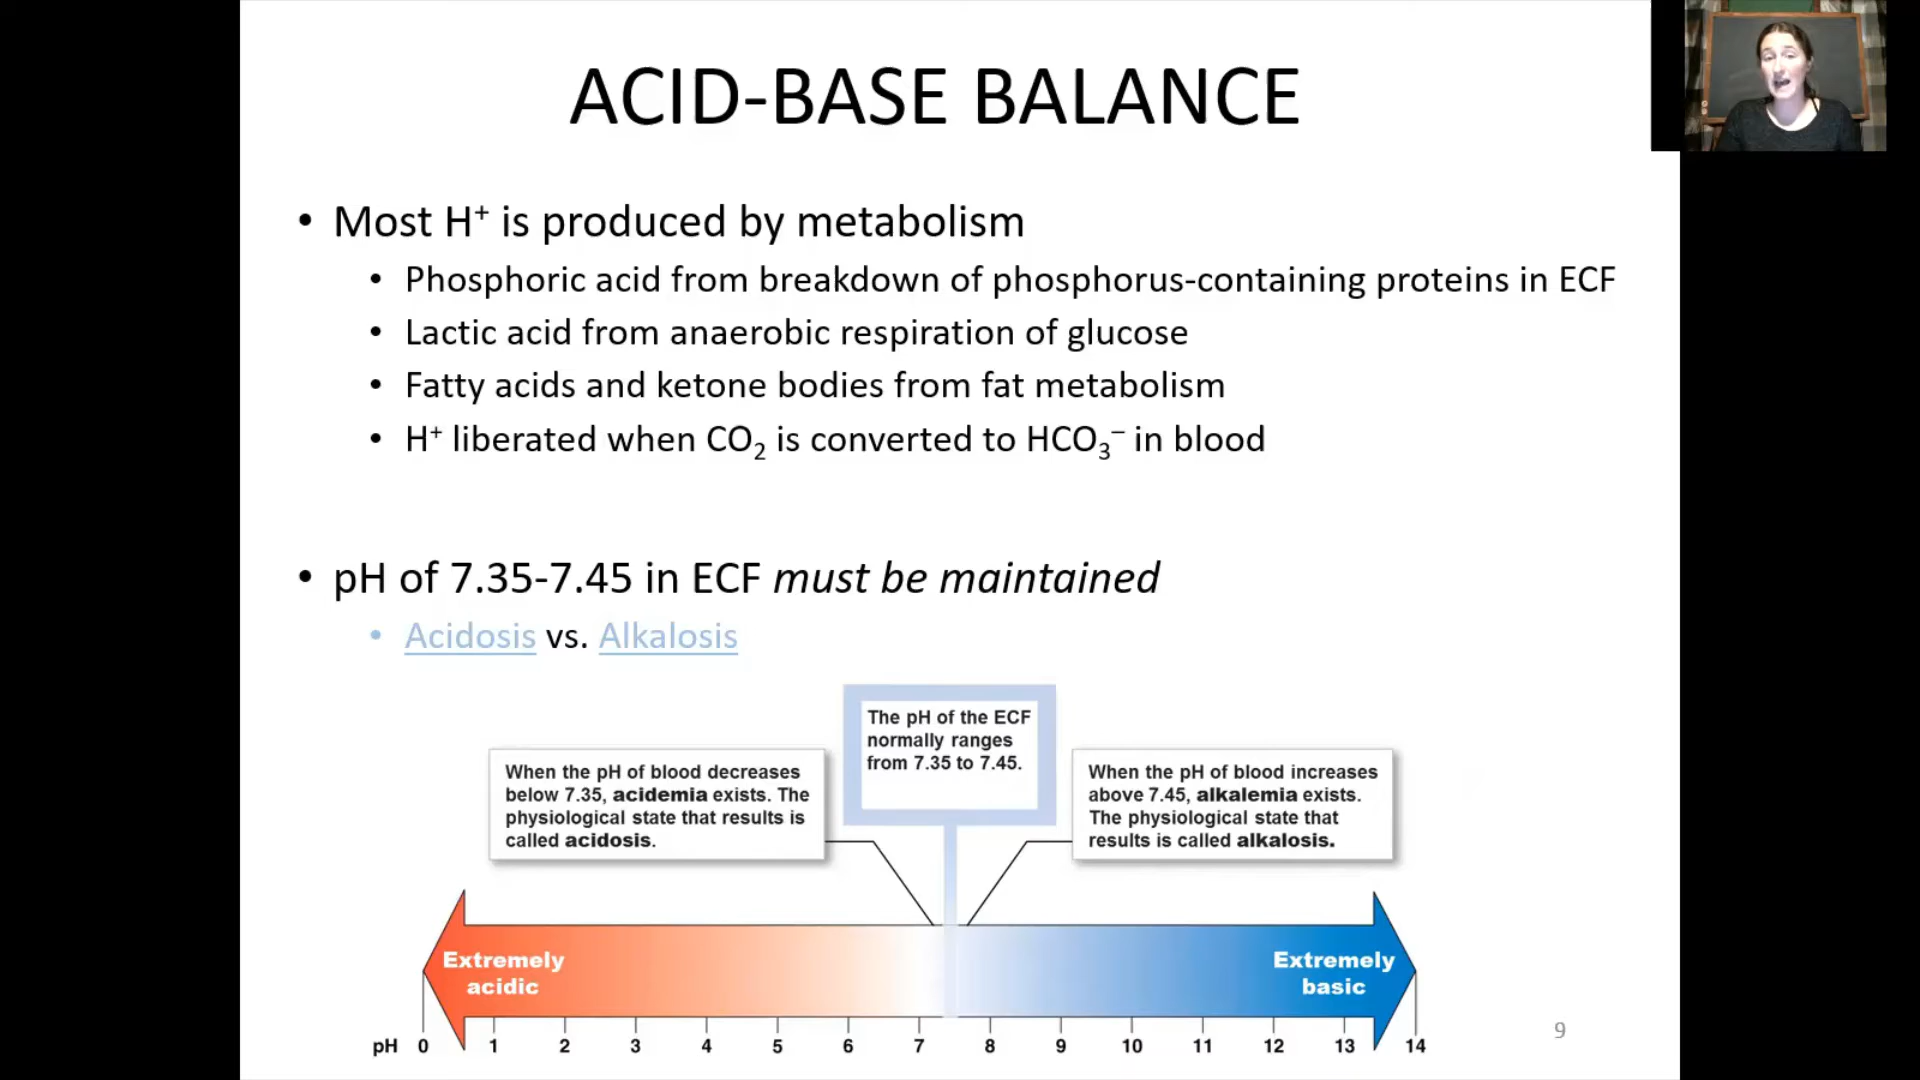 ACID-BASE BALANCE
• Most H⁺ is produced by metabolism
• Phosphoric acid from breakdown of phosphorus-containing proteins in ECF
• Lactic acid from anaerobic respiration of glucose
• Fatty acids and ketone bodies from fat metabolism
• H⁺ liberated when CO₂ is converted to HCO₃⁻ in blood
• pH of 7.35-7.45 in ECF must be maintained
• Acidosis vs. Alkalosis
The pH of the ECF
normally ranges
from 7.35 to 7.45.
When the pH of blood decreases
below 7.35, acidemia exists. The
physiological state that results is
called acidosis.
When the pH of blood increases
above 7.45, alkalemia exists.
The physiological state that
results is called alkalosis.
Extremely
acidic
Extremely
basic
pH 0 1 2 3 4 5 6 7 8 9 10 11 12 13 14
9